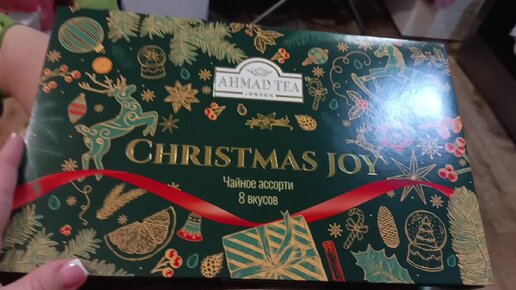 AHMAD TEA
LONDON
CHRISTMAS JOY
Чайное ассорти
8 вкусов